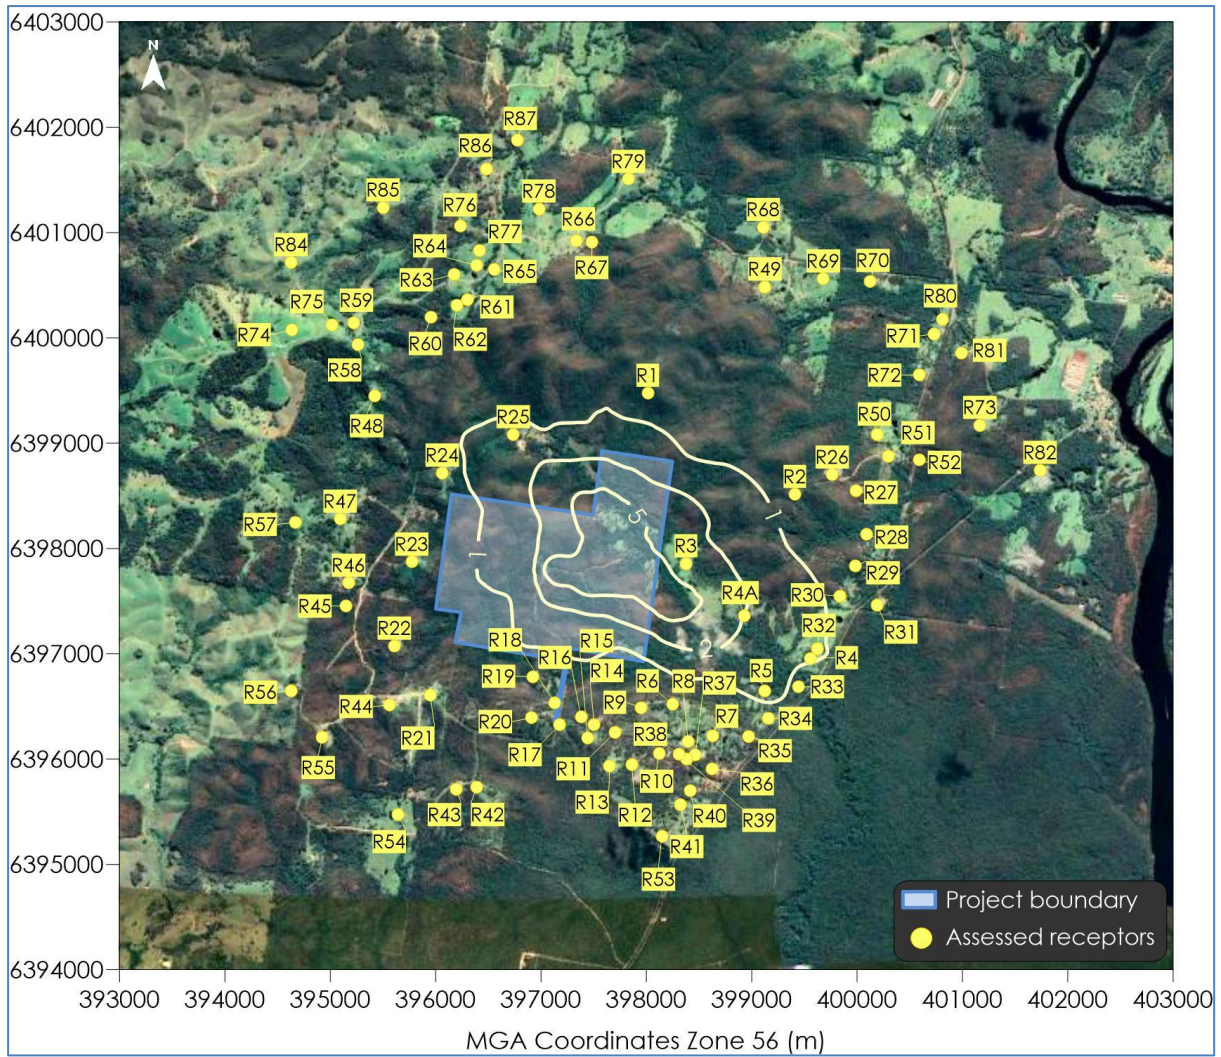 6403000
N
R87
6402000
R86
R79
R85
R78
R76
R66
R68
6401000
R77
R64
R84
R69
R70
R49
R63
R65
R67
R75
R59
R61
R80
R74
6400000
R60
R62
R71
R81
R58
R72
R1
R73
R25
R50
R48
R51
6399000
R24
R26
R82
R2
R52
R47
R27
R57
5
1
R23
R3
R28
6398000
1
R46
R29
R4A
R30
R45
R32
R31
R22
R18
R15
6397000
2
R16
R4
R14
R5
R6
R8
R37
R19
R33
R56
R9
R7
R44
R34
R20
R38
R21
R17
R35
6396000
R55
R11
R10
R36
R13
R43
R42
R12
R40
R39
R54
R41
6395000
R53
Project boundary
Assessed receptors
6394000
393000 394000 395000 396000 397000 398000 399000 400000 401000 402000 403000
MGA Coordinates Zone 56 (m)